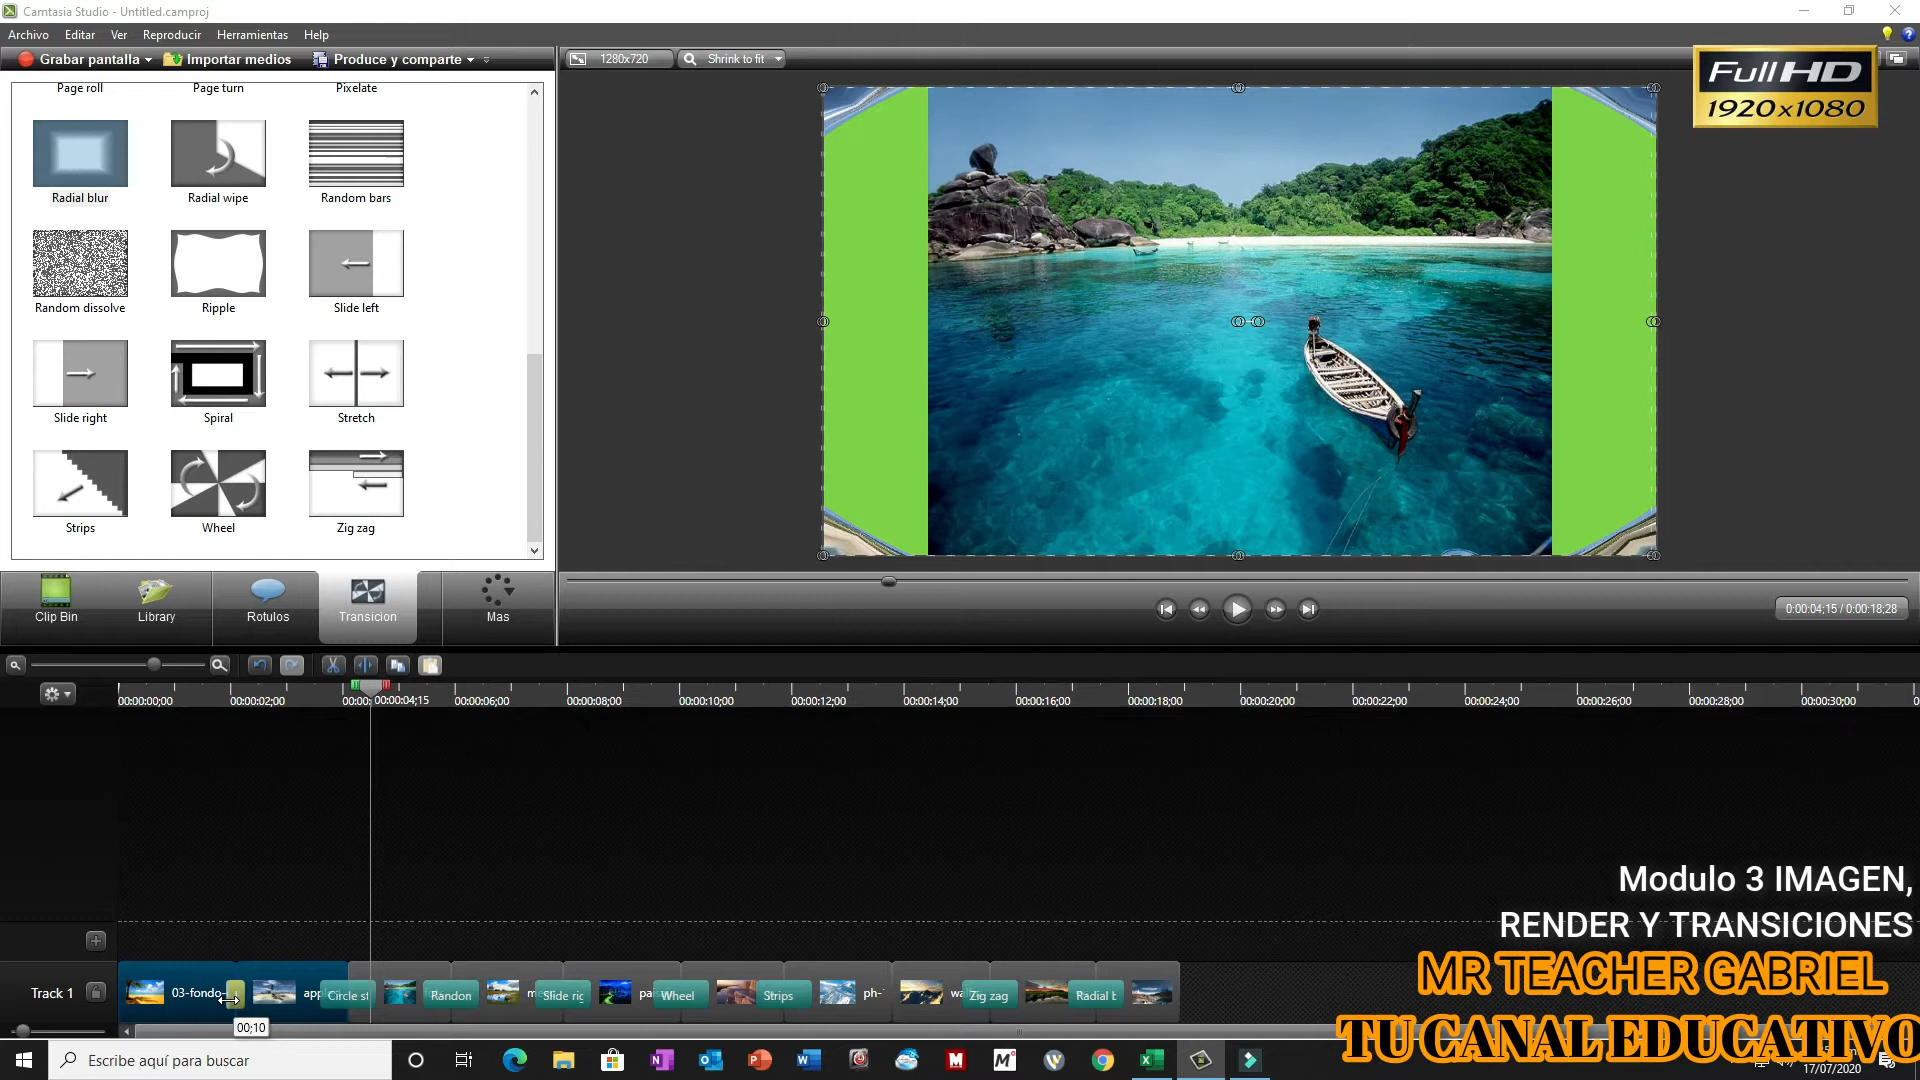 Camtasia Studio - Untitled.camproj
Archivo Editar Ver Reproducir Herramientas Help
Grabar pantalla Importar medios Produce y comparte
1280x720 Shrink to fit
Full HD
1920x1080
Page roll Page turn Pixelate
Radial blur Radial wipe Random bars
Random dissolve Ripple Slide left
Slide right Spiral Stretch
Strips Wheel Zig zag
Clip Bin Library Rotulos Transicion Mas
0:00:04;15 / 0:00:18;28
00:00:00;00 00:00:02;00 00:00: 00:00:04;15 00:00:06;00 00:00:08;00 00:00:10;00 00:00:12;00 00:00:14;00 00:00:16;00 00:00:18;00 00:00:20;00 00:00:22;00 00:00:24;00 00:00:26;00 00:00:28;00 00:00:30;00
Modulo 3 IMAGEN,
RENDER Y TRANSICIONES
MR TEACHER GABRIEL
Track 1 03-fondo- app Circle st Randon m Slide ric pai Wheel Strips ph- wa Zig zag Radial b
00;10
TU CANAL EDUCATIVO
Escribe aquí para buscar
17/07/2020